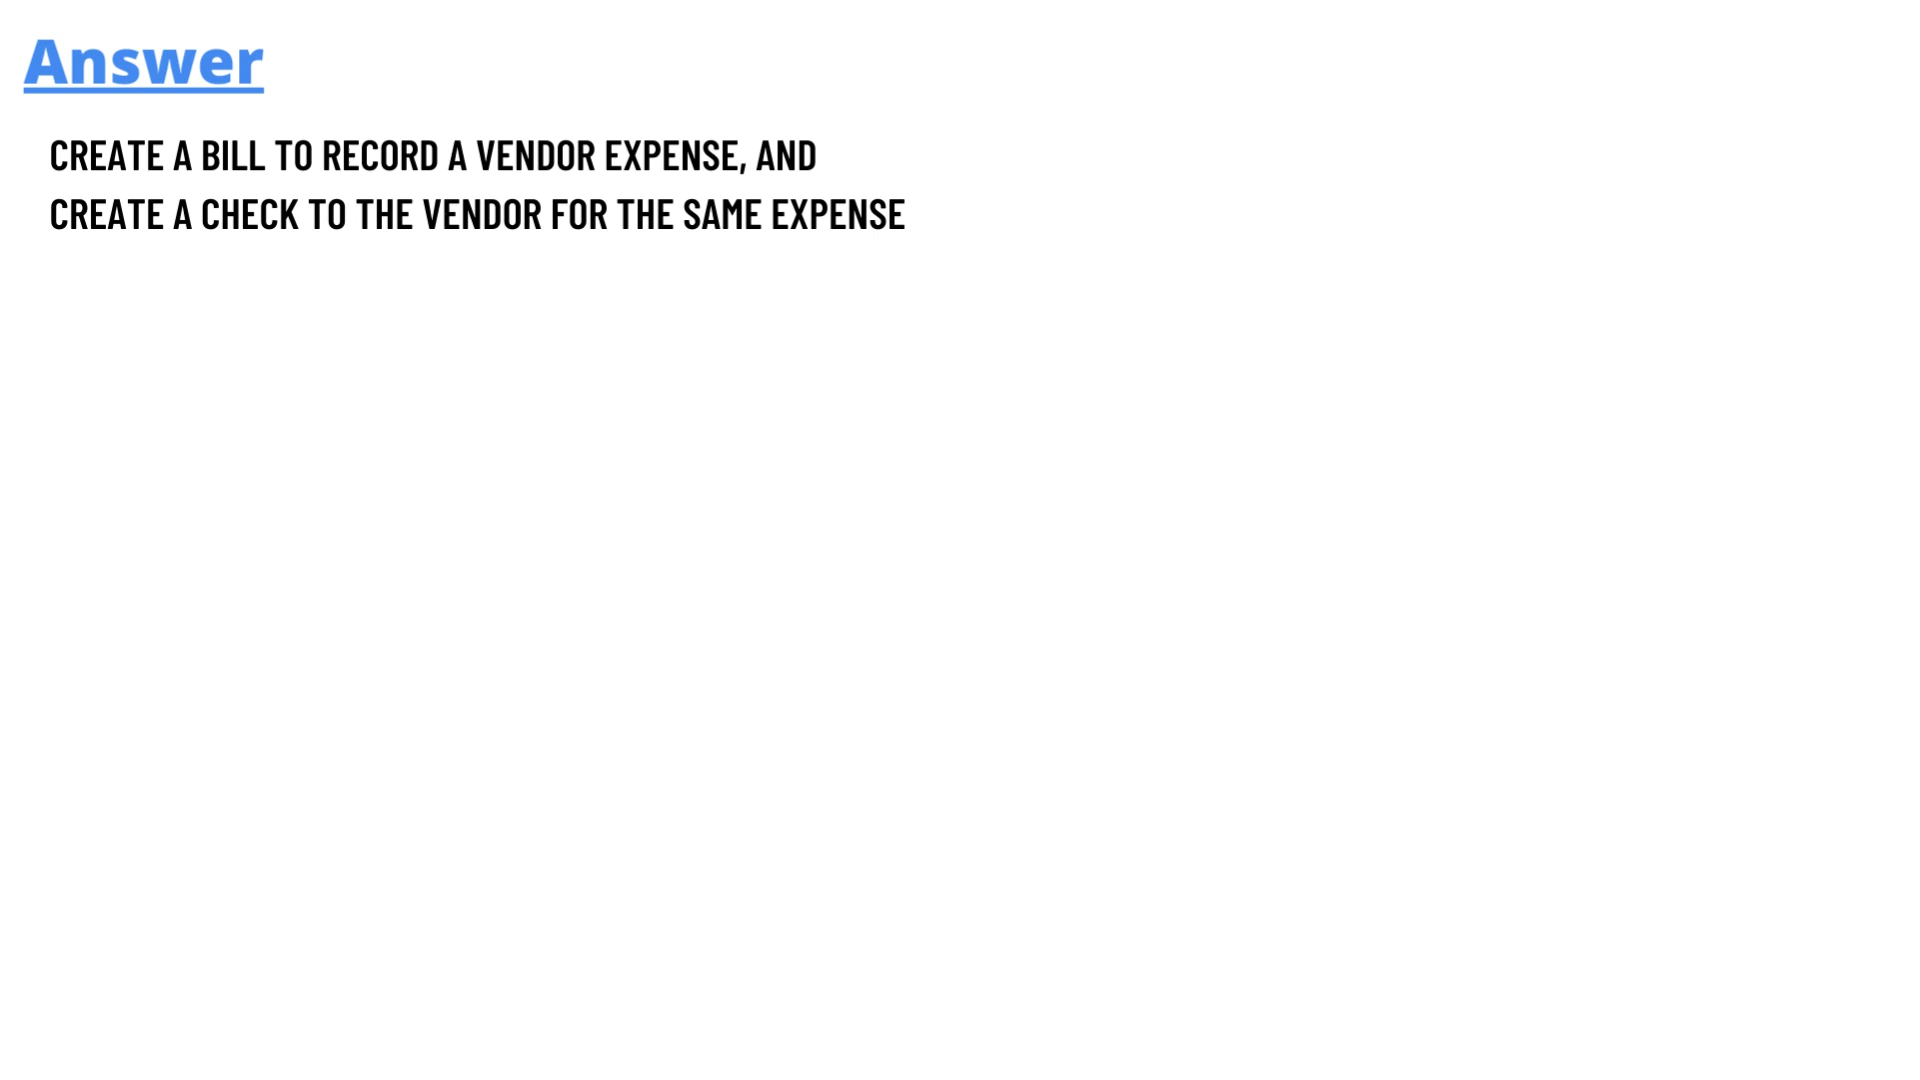 Answer
CREATE A BILL TO RECORD A VENDOR EXPENSE, AND
CREATE A CHECK TO THE VENDOR FOR THE SAME EXPENSE